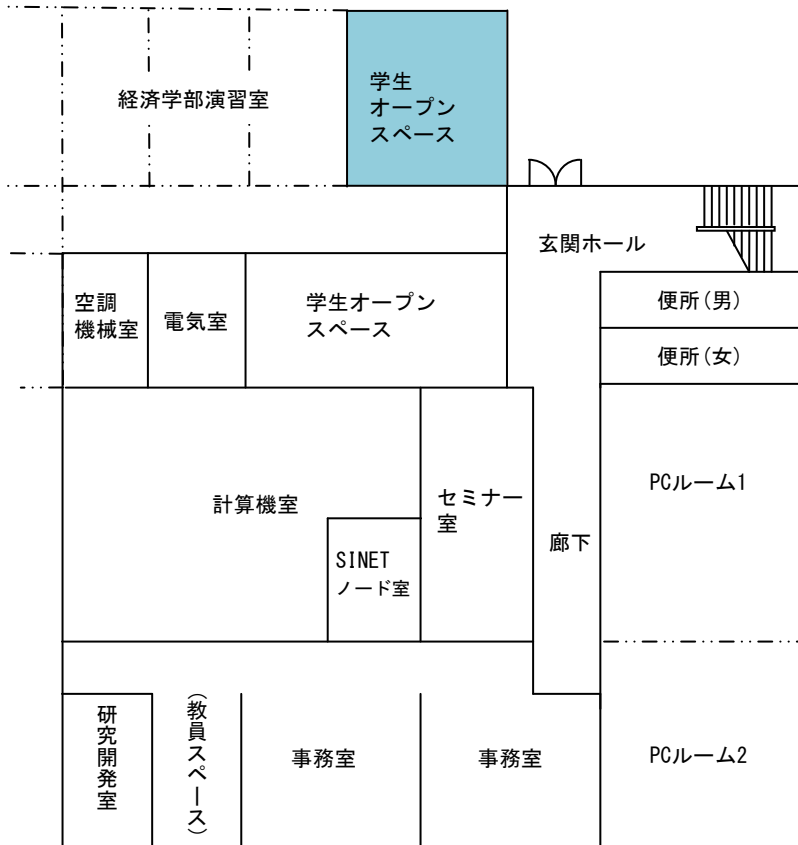 経済学部演習室
学生
オープン
スペース
玄関ホール
空調
機械室
電気室
学生オープン
スペース
便所(男)
便所(女)
計算機室
セミナー
室
SINET
ノード室
廊下
PCルーム1
研究開発室
(教員スペース)
事務室
事務室
PCルーム2